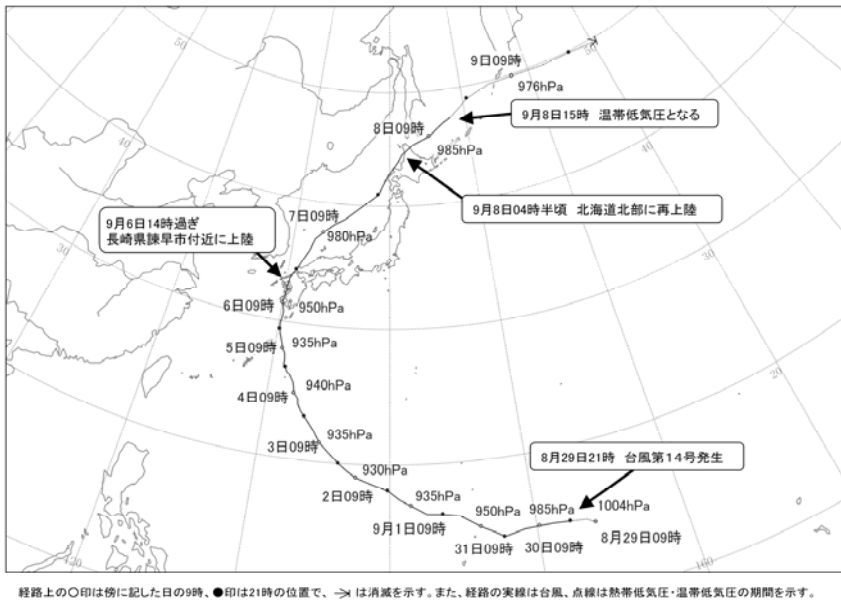 50
50
9日09時
976hPa
9月8日15時 温帯低気圧となる
40
8日09時
985hPa
40
9月8日04時半頃 北海道北部に再上陸
7日09時
980hPa
9月6日14時過ぎ
長崎県諫早市付近に上陸
30
30
6日09時
950hPa
5日09時
935hPa
20
4日09時
940hPa
3日09時
935hPa
8月29日21時 台風第14号発生
930hPa
2日09時
935hPa
950hPa
985hPa
1004hPa
9月1日09時
31日09時
30日09時
8月29日09時
120
160
経路上の○印は傍に記した日の9時、●印は21時の位置で、→は消滅を示す。また、経路の実線は台風、点線は熱帯低気圧・温帯低気圧の期間を示す。